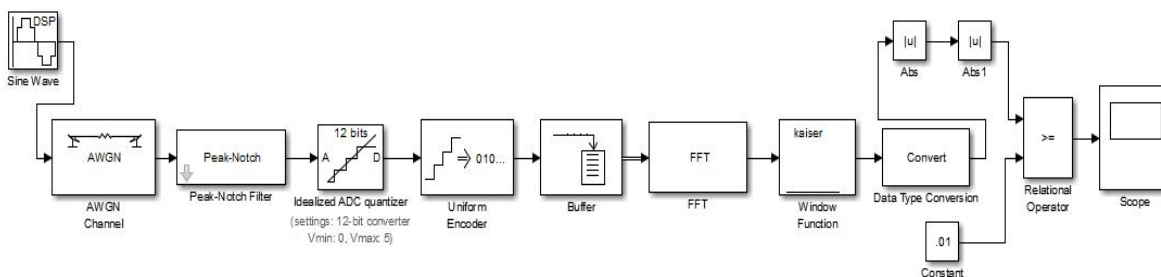 DSP
Sine Wave
AWGN
AWGN
Channel
Peak-Notch
Peak-Notch Filter
12 bits
A
D
Idealized ADC quantizer
(settings: 12-bit converter
Vmin: 0, Vmax: 5)
010...
Uniform
Encoder
Buffer
FFT
FFT
kaiser
Window
Function
Convert
Data Type Conversion
|u|
Abs
|u|
Abs1
.01
Constant
>=
Relational
Operator
Scope